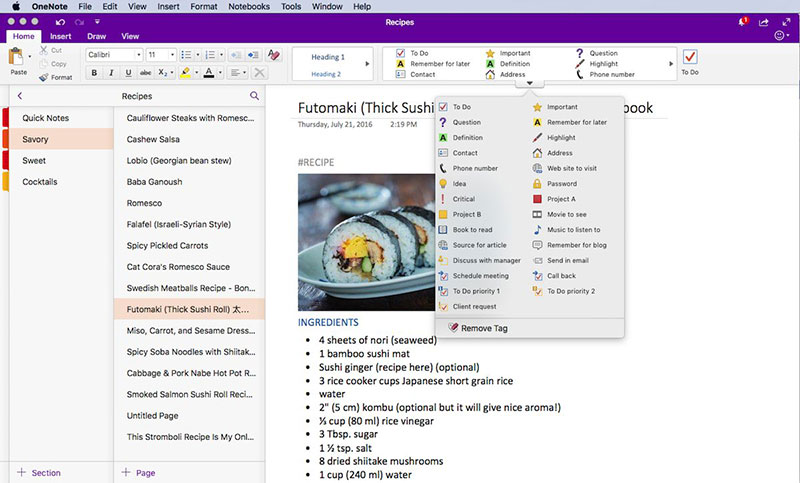 OneNote File Edit View Insert Format Notebooks Tools Window Help
Recipes
1
Home Insert Draw View
Paste
Cut
Copy
Format
Calibri 11
B I U abc X₂ A
Heading 1
Heading 2
To Do Important Question
Remember for later Definition Highlight
Contact Address Phone number
To Do
Recipes
Quick Notes
Savory
Sweet
Cocktails
Cauliflower Steaks with Romesc...
Cashew Salsa
Lobio (Georgian bean stew)
Baba Ganoush
Romesco
Falafel (Israeli-Syrian Style)
Spicy Pickled Carrots
Cat Cora's Romesco Sauce
Swedish Meatballs Recipe - Bon...
Futomaki (Thick Sushi Roll) 太...
Miso, Carrot, and Sesame Dress...
Spicy Soba Noodles with Shiitak...
Cabbage & Pork Nabe Hot Pot R...
Smoked Salmon Sushi Roll Reci...
Untitled Page
This Stromboli Recipe Is My Onl...
+ Section
+ Page
Futomaki (Thick Sushi book
Thursday, July 21, 2016 2:19 PM
#RECIPE
To Do Important
Question Remember for later
Definition Highlight
Contact Address
Phone number Web site to visit
Idea Password
Critical Project A
Project B Movie to see
Book to read Music to listen to
Source for article Remember for blog
Discuss with manager Send in email
Schedule meeting Call back
To Do priority 1 To Do priority 2
Client request
Remove Tag
INGREDIENTS
• 4 sheets of nori (seaweed)
• 1 bamboo sushi mat
• Sushi ginger (recipe here) (optional)
• 3 rice cooker cups Japanese short grain rice
• water
• 2" (5 cm) kombu (optional but it will give nice aroma!)
• ⅓ cup (80 ml) rice vinegar
• 3 Tbsp. sugar
• 1 ½ tsp. salt
• 8 dried shiitake mushrooms
• 1 cup (240 ml) water